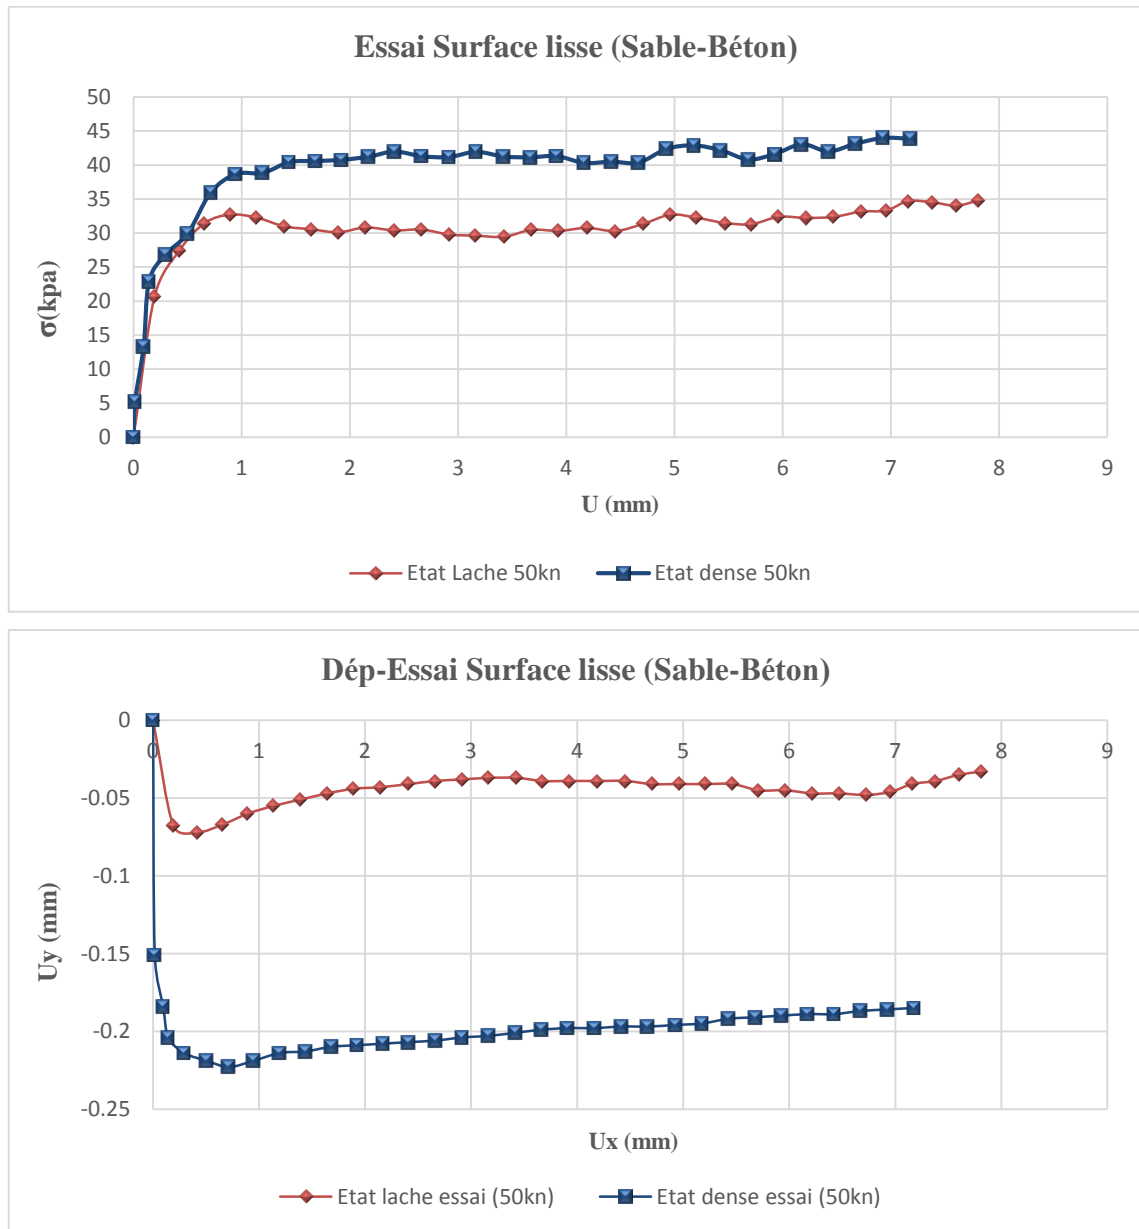 Essai Surface lisse (Sable-Béton)
50
45
40
35
30
25
20
15
10
5
0
σ(kpa)
0 1 2 3 4 5 6 7 8 9
U (mm)
Etat Lache 50kn Etat dense 50kn
Dép-Essai Surface lisse (Sable-Béton)
0
0 1 2 3 4 5 6 7 8 9
-0.05
-0.1
-0.15
-0.2
-0.25
Uy (mm)
Ux (mm)
Etat lache essai (50kn) Etat dense essai (50kn)